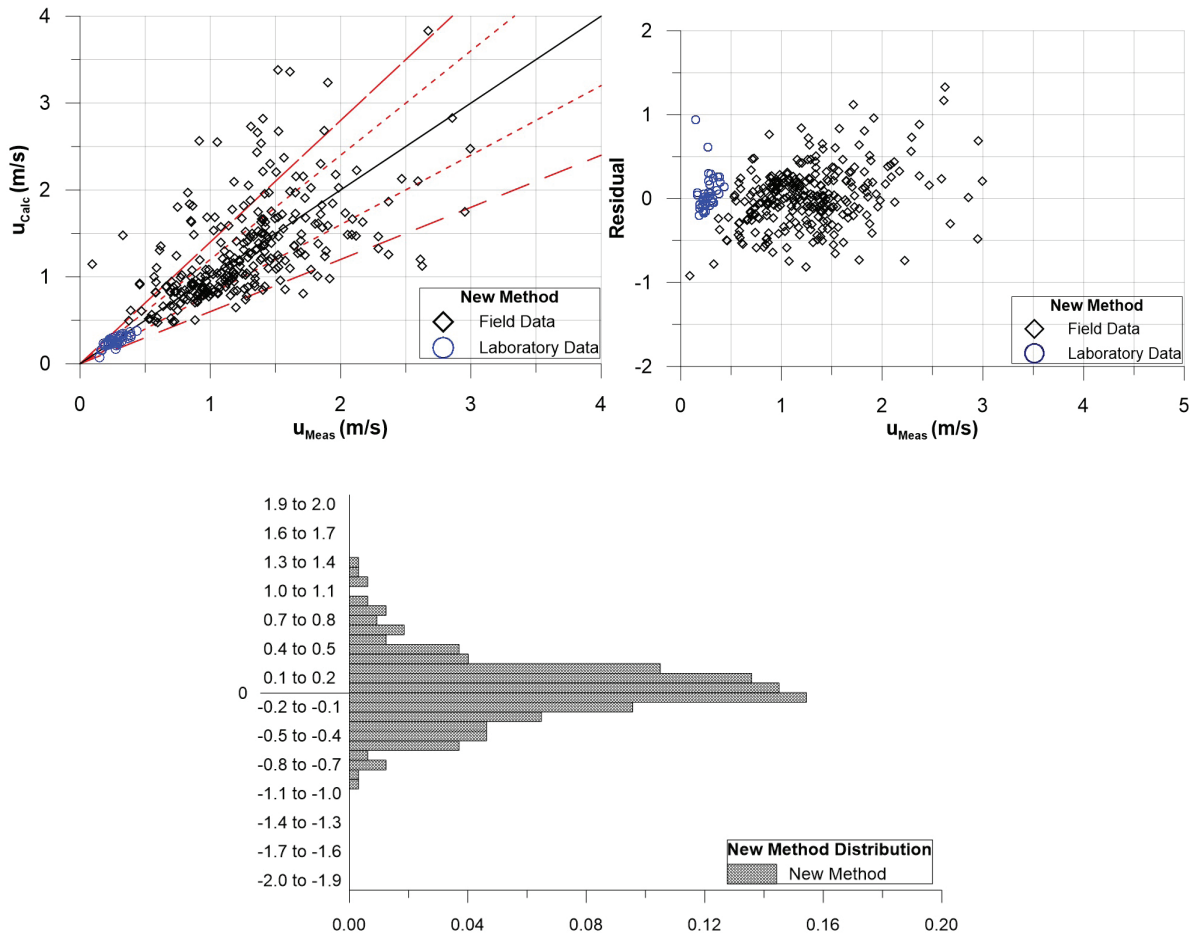 4
3
2
1
0
u_Calc (m/s)
0 1 2 3 4
u_Meas (m/s)
New Method
Field Data
Laboratory Data
2
1
0
-1
-2
Residual
0 1 2 3 4 5
u_Meas (m/s)
New Method
Field Data
Laboratory Data
1.9 to 2.0
1.6 to 1.7
1.3 to 1.4
1.0 to 1.1
0.7 to 0.8
0.4 to 0.5
0.1 to 0.2
0
-0.2 to -0.1
-0.5 to -0.4
-0.8 to -0.7
-1.1 to -1.0
-1.4 to -1.3
-1.7 to -1.6
-2.0 to -1.9
New Method Distribution
New Method
0.00 0.04 0.08 0.12 0.16 0.20